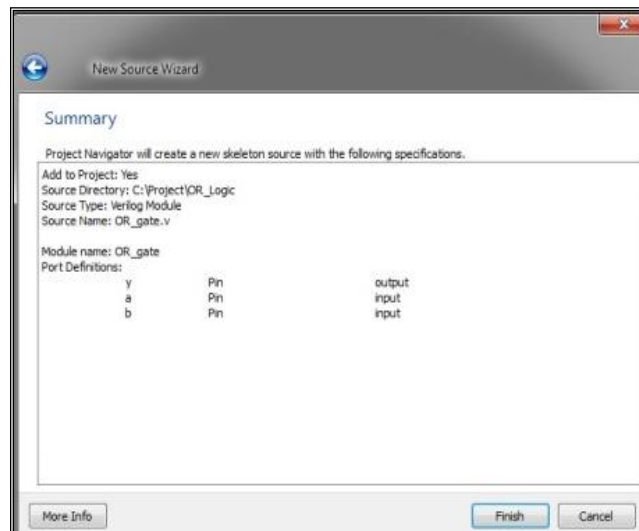 New Source Wizard
Summary
Project Navigator will create a new skeleton source with the following specifications.
Add to Project: Yes
Source Directory: C:\Project\OR_Logic
Source Type: Verilog Module
Source Name: OR_gate.v
Module name: OR_gate
Port Definitions:
y Pin output
a Pin input
b Pin input
More Info Finish Cancel